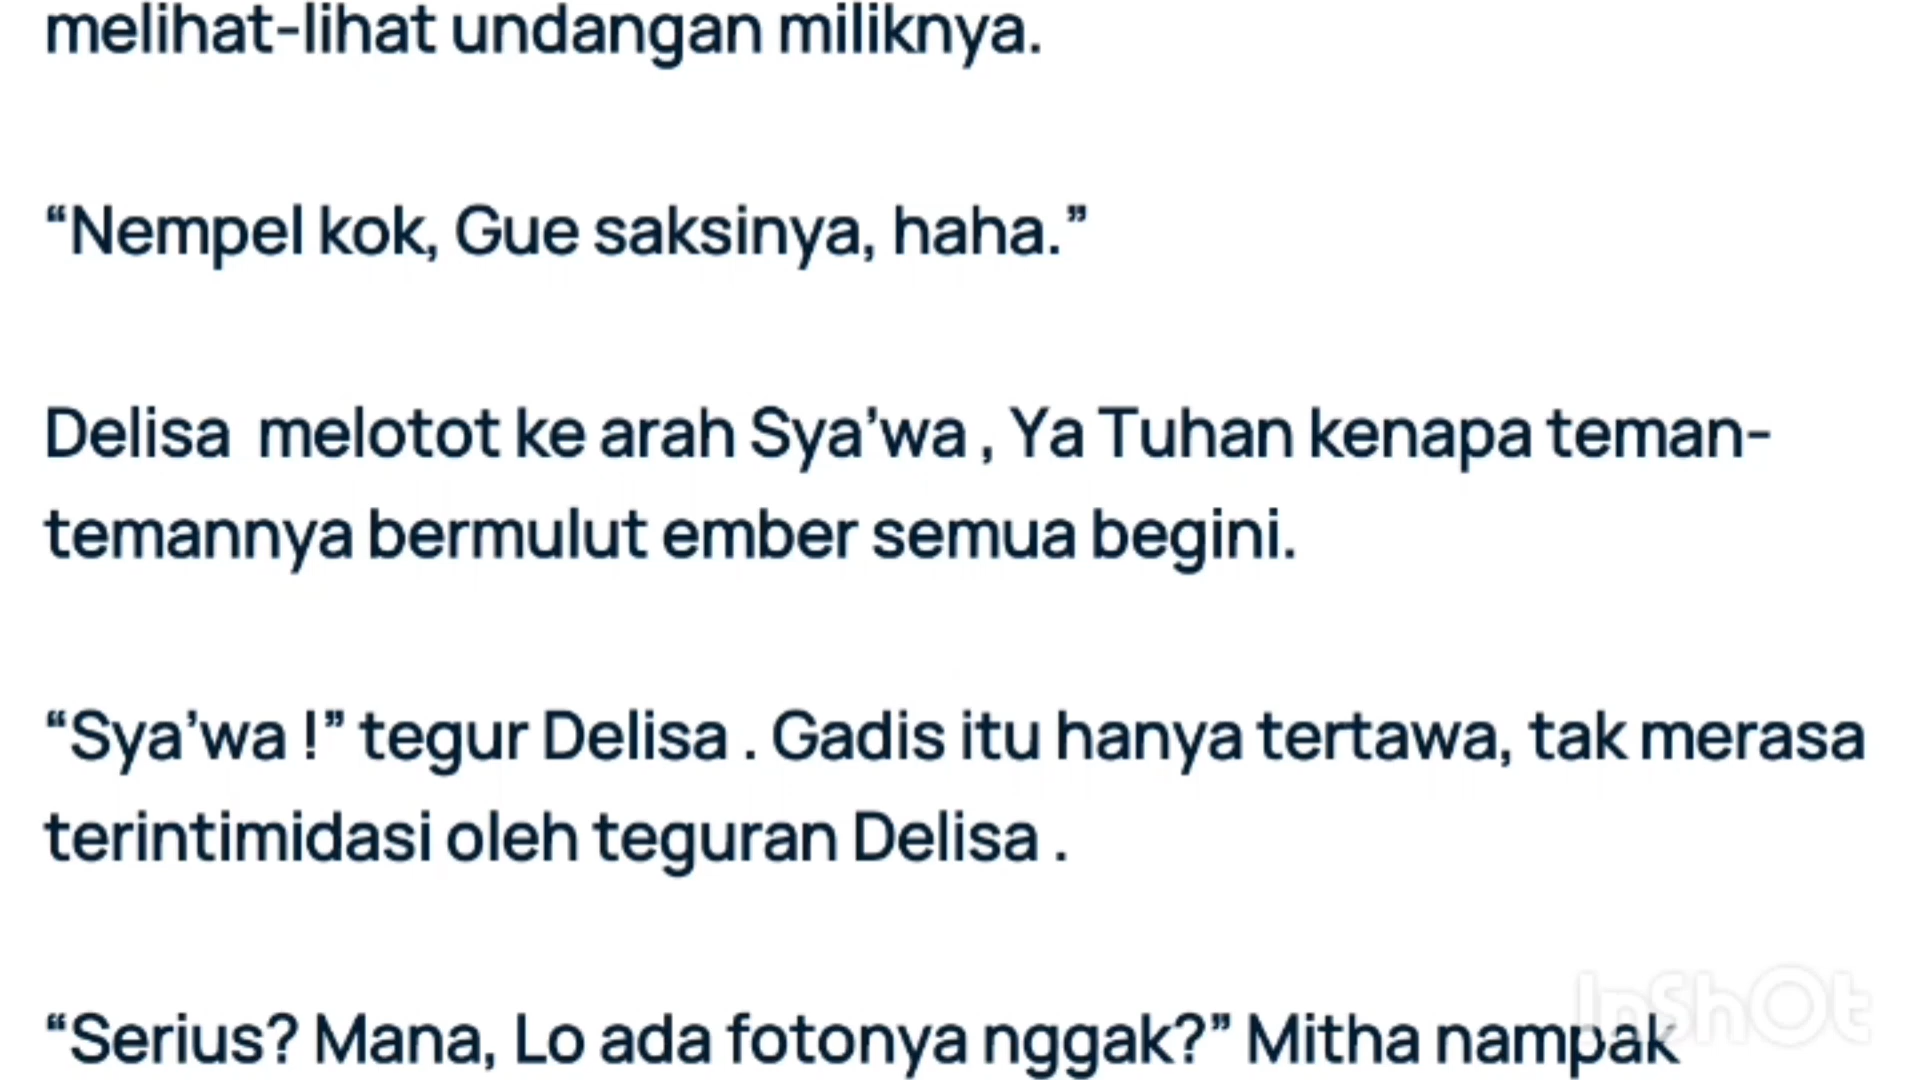 melihat-lihat undangan miliknya.
“Nempel kok, Gue saksinya, haha.”
Delisa  melotot ke arah Sya’wa , Ya Tuhan kenapa teman-
temannya bermulut ember semua begini.
“Sya’wa !” tegur Delisa . Gadis itu hanya tertawa, tak merasa
terintimidasi oleh teguran Delisa .
“Serius? Mana, Lo ada fotonya nggak?” Mitha nampak
InShOt